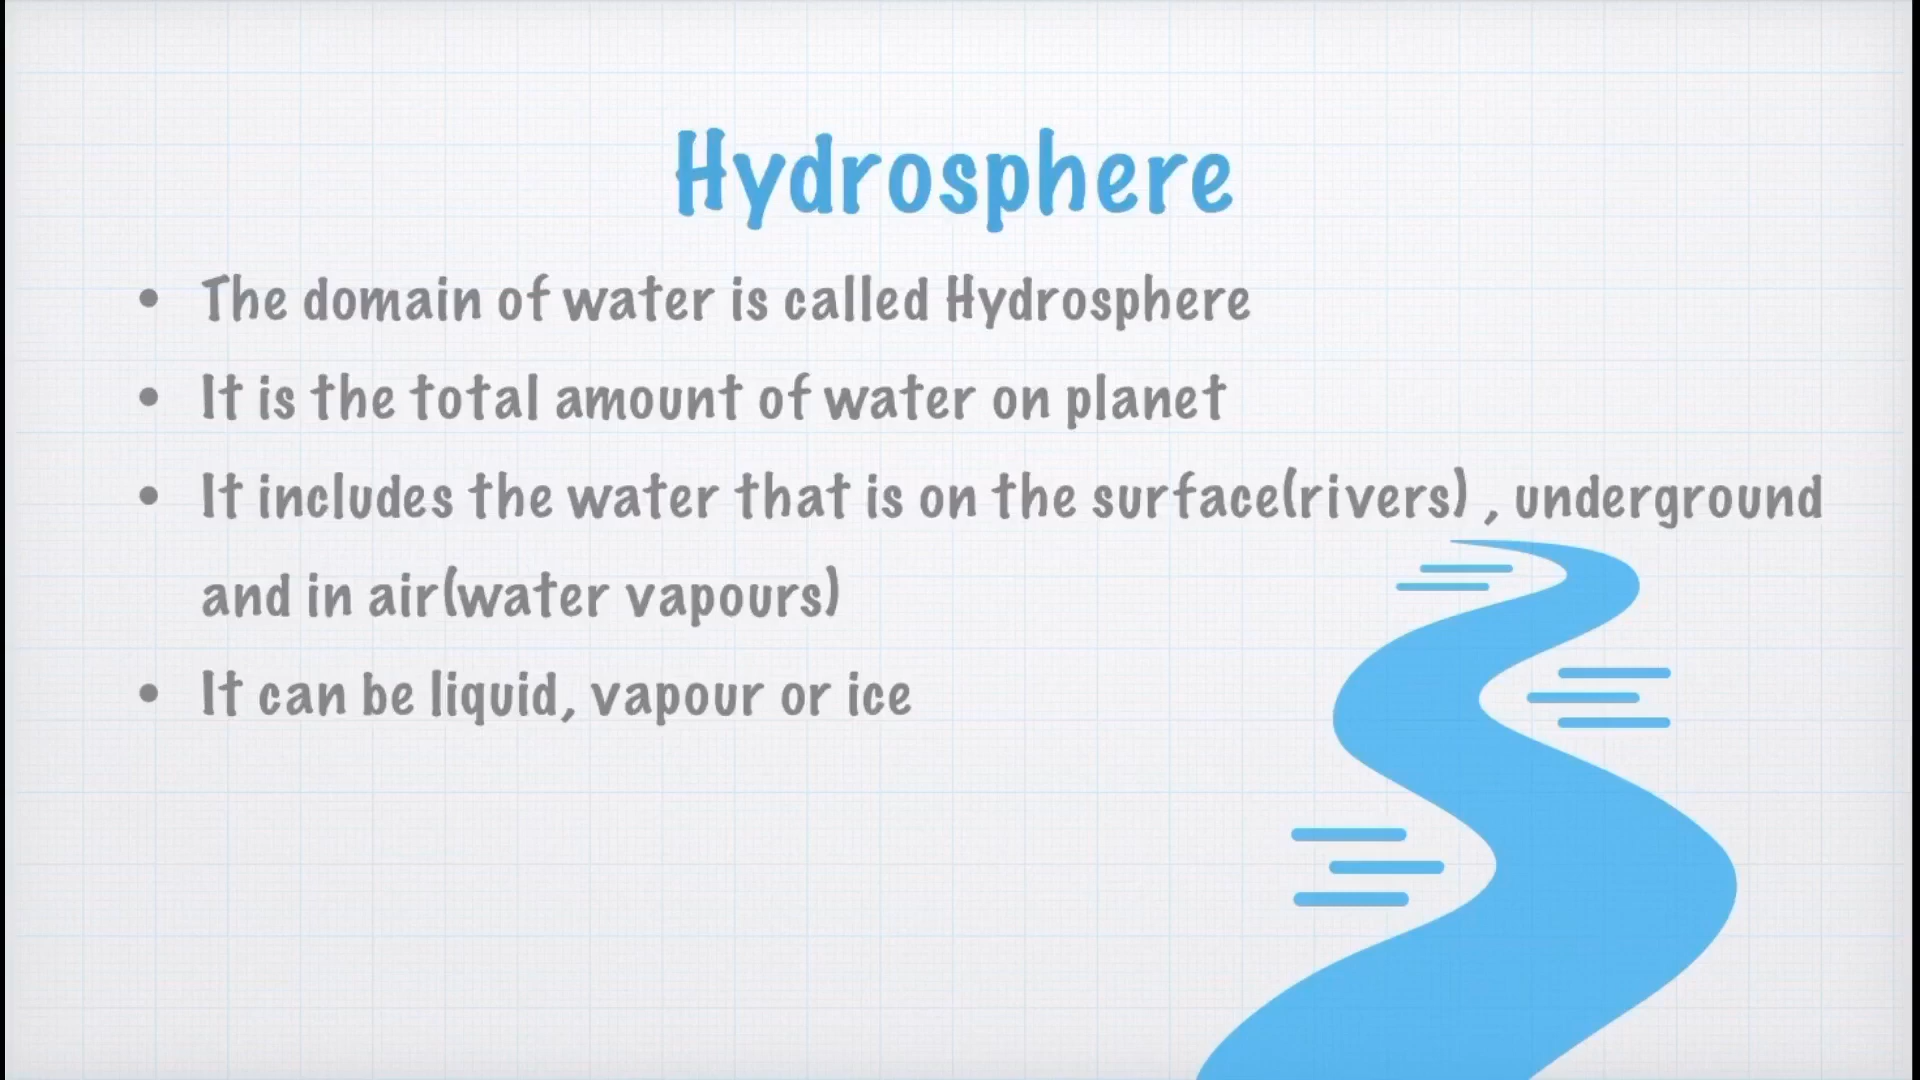 Hydrosphere
• The domain of water is called Hydrosphere
• It is the total amount of water on planet
• It includes the water that is on the surface(rivers) , underground
and in air(water vapours)
• It can be liquid, vapour or ice